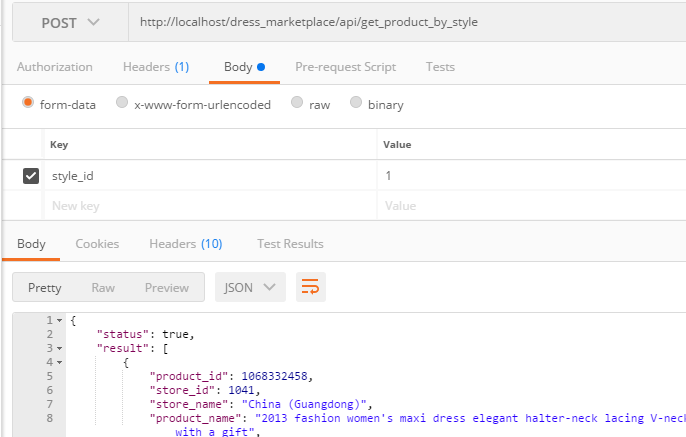 POST http://localhost/dress_marketplace/api/get_product_by_style
Authorization Headers (1) Body Pre-request Script Tests
form-data x-www-form-urlencoded raw binary
Key Value
style_id 1
New key Value
Body Cookies Headers (10) Test Results
Pretty Raw Preview JSON
1 {
2 "status": true,
3 "result": [
4 {
5 "product_id": 1068332458,
6 "store_id": 1041,
7 "store_name": "China (Guangdong)",
8 "product_name": "2013 fashion women's maxi dress elegant halter-neck lacing V-neck
with a gift",